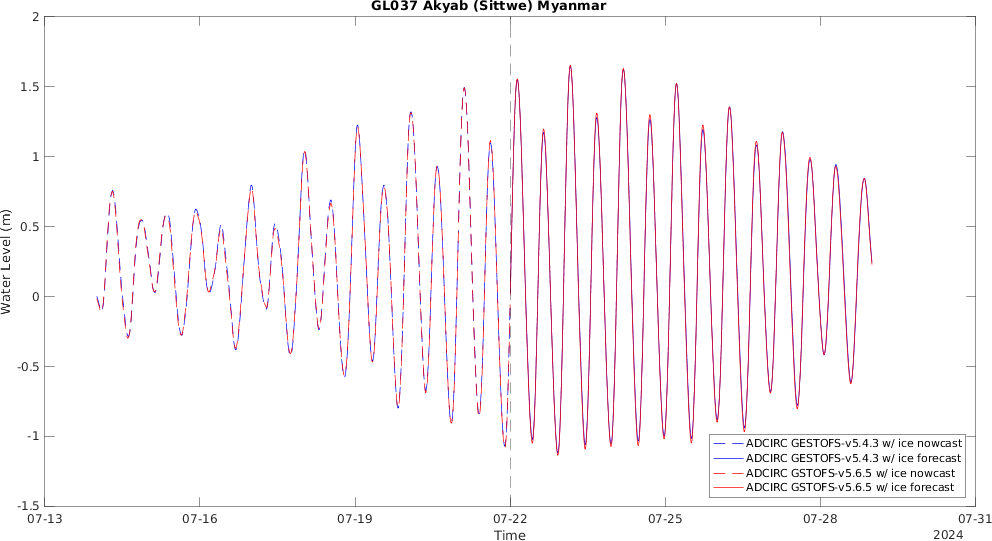 GL037 Akyab (Sittwe) Myanmar
2
1.5
1
0.5
0
-0.5
-1
-1.5
Water Level (m)
ADCIRC GESTOFS-v5.4.3 w/ ice nowcast
ADCIRC GESTOFS-v5.4.3 w/ ice forecast
ADCIRC GSTOFS-v5.6.5 w/ ice nowcast
ADCIRC GSTOFS-v5.6.5 w/ ice forecast
07-13 07-16 07-19 07-22 07-25 07-28 07-31
Time
2024